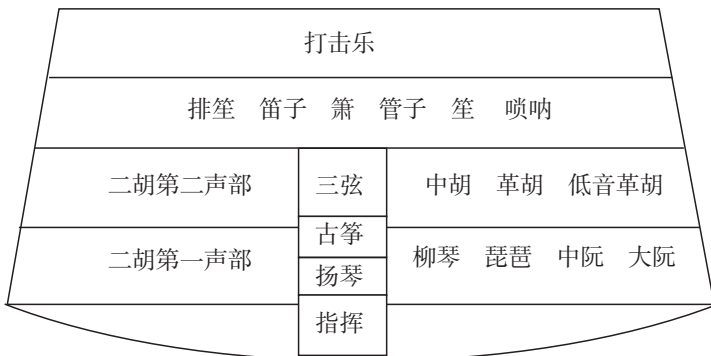 打击乐
排笙 笛子 箫 管子 笙 唢呐
二胡第二声部 三弦 中胡 革胡 低音革胡
古筝
二胡第一声部 扬琴 柳琴 琵琶 中阮 大阮
指挥